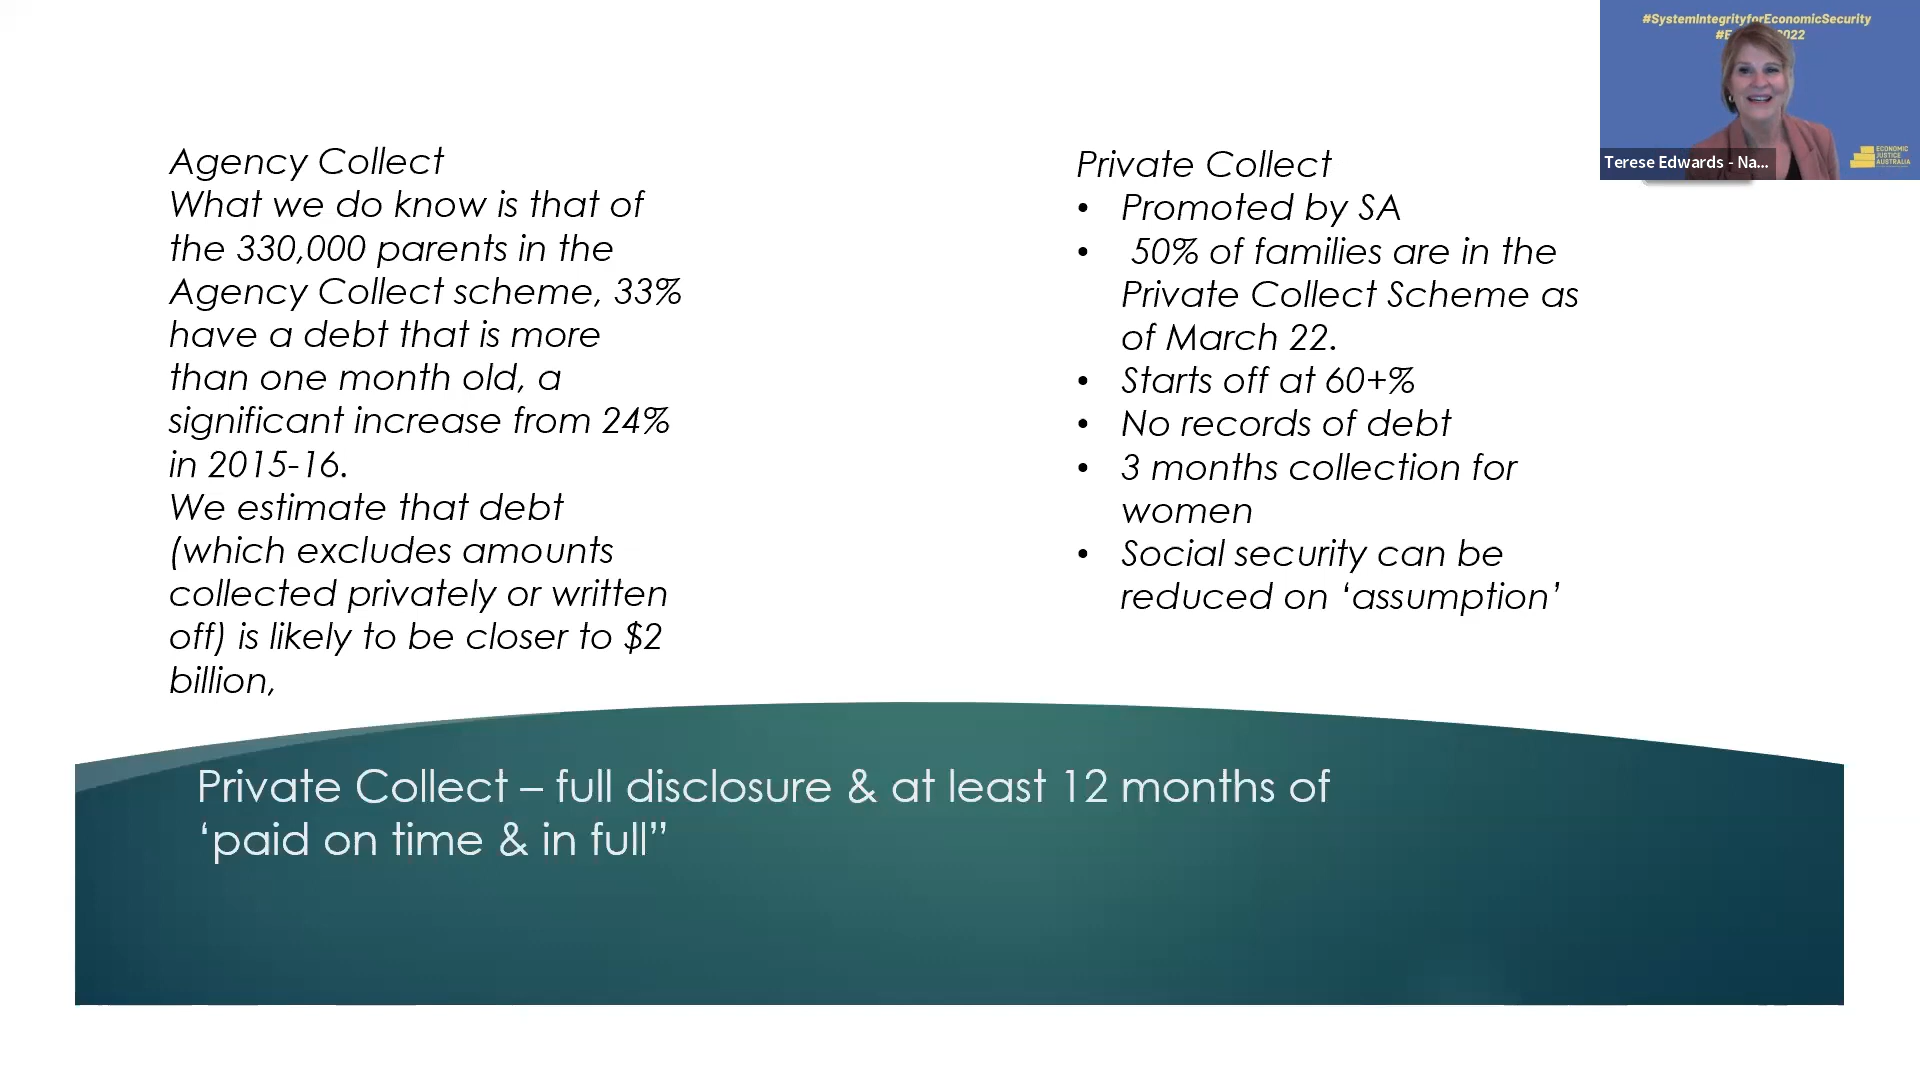 #SystemIntegrityforEconomicSecurity
2022
ECONOMIC
JUSTICE
AUSTRALIA
Terese Edwards - Na...
Agency Collect
What we do know is that of
the 330,000 parents in the
Agency Collect scheme, 33%
have a debt that is more
than one month old, a
significant increase from 24%
in 2015-16.
We estimate that debt
(which excludes amounts
collected privately or written
off) is likely to be closer to $2
billion,
Private Collect
• Promoted by SA
• 50% of families are in the
Private Collect Scheme as
of March 22.
• Starts off at 60+%
• No records of debt
• 3 months collection for
women
• Social security can be
reduced on ‘assumption’
Private Collect – full disclosure & at least 12 months of
‘paid on time & in full”